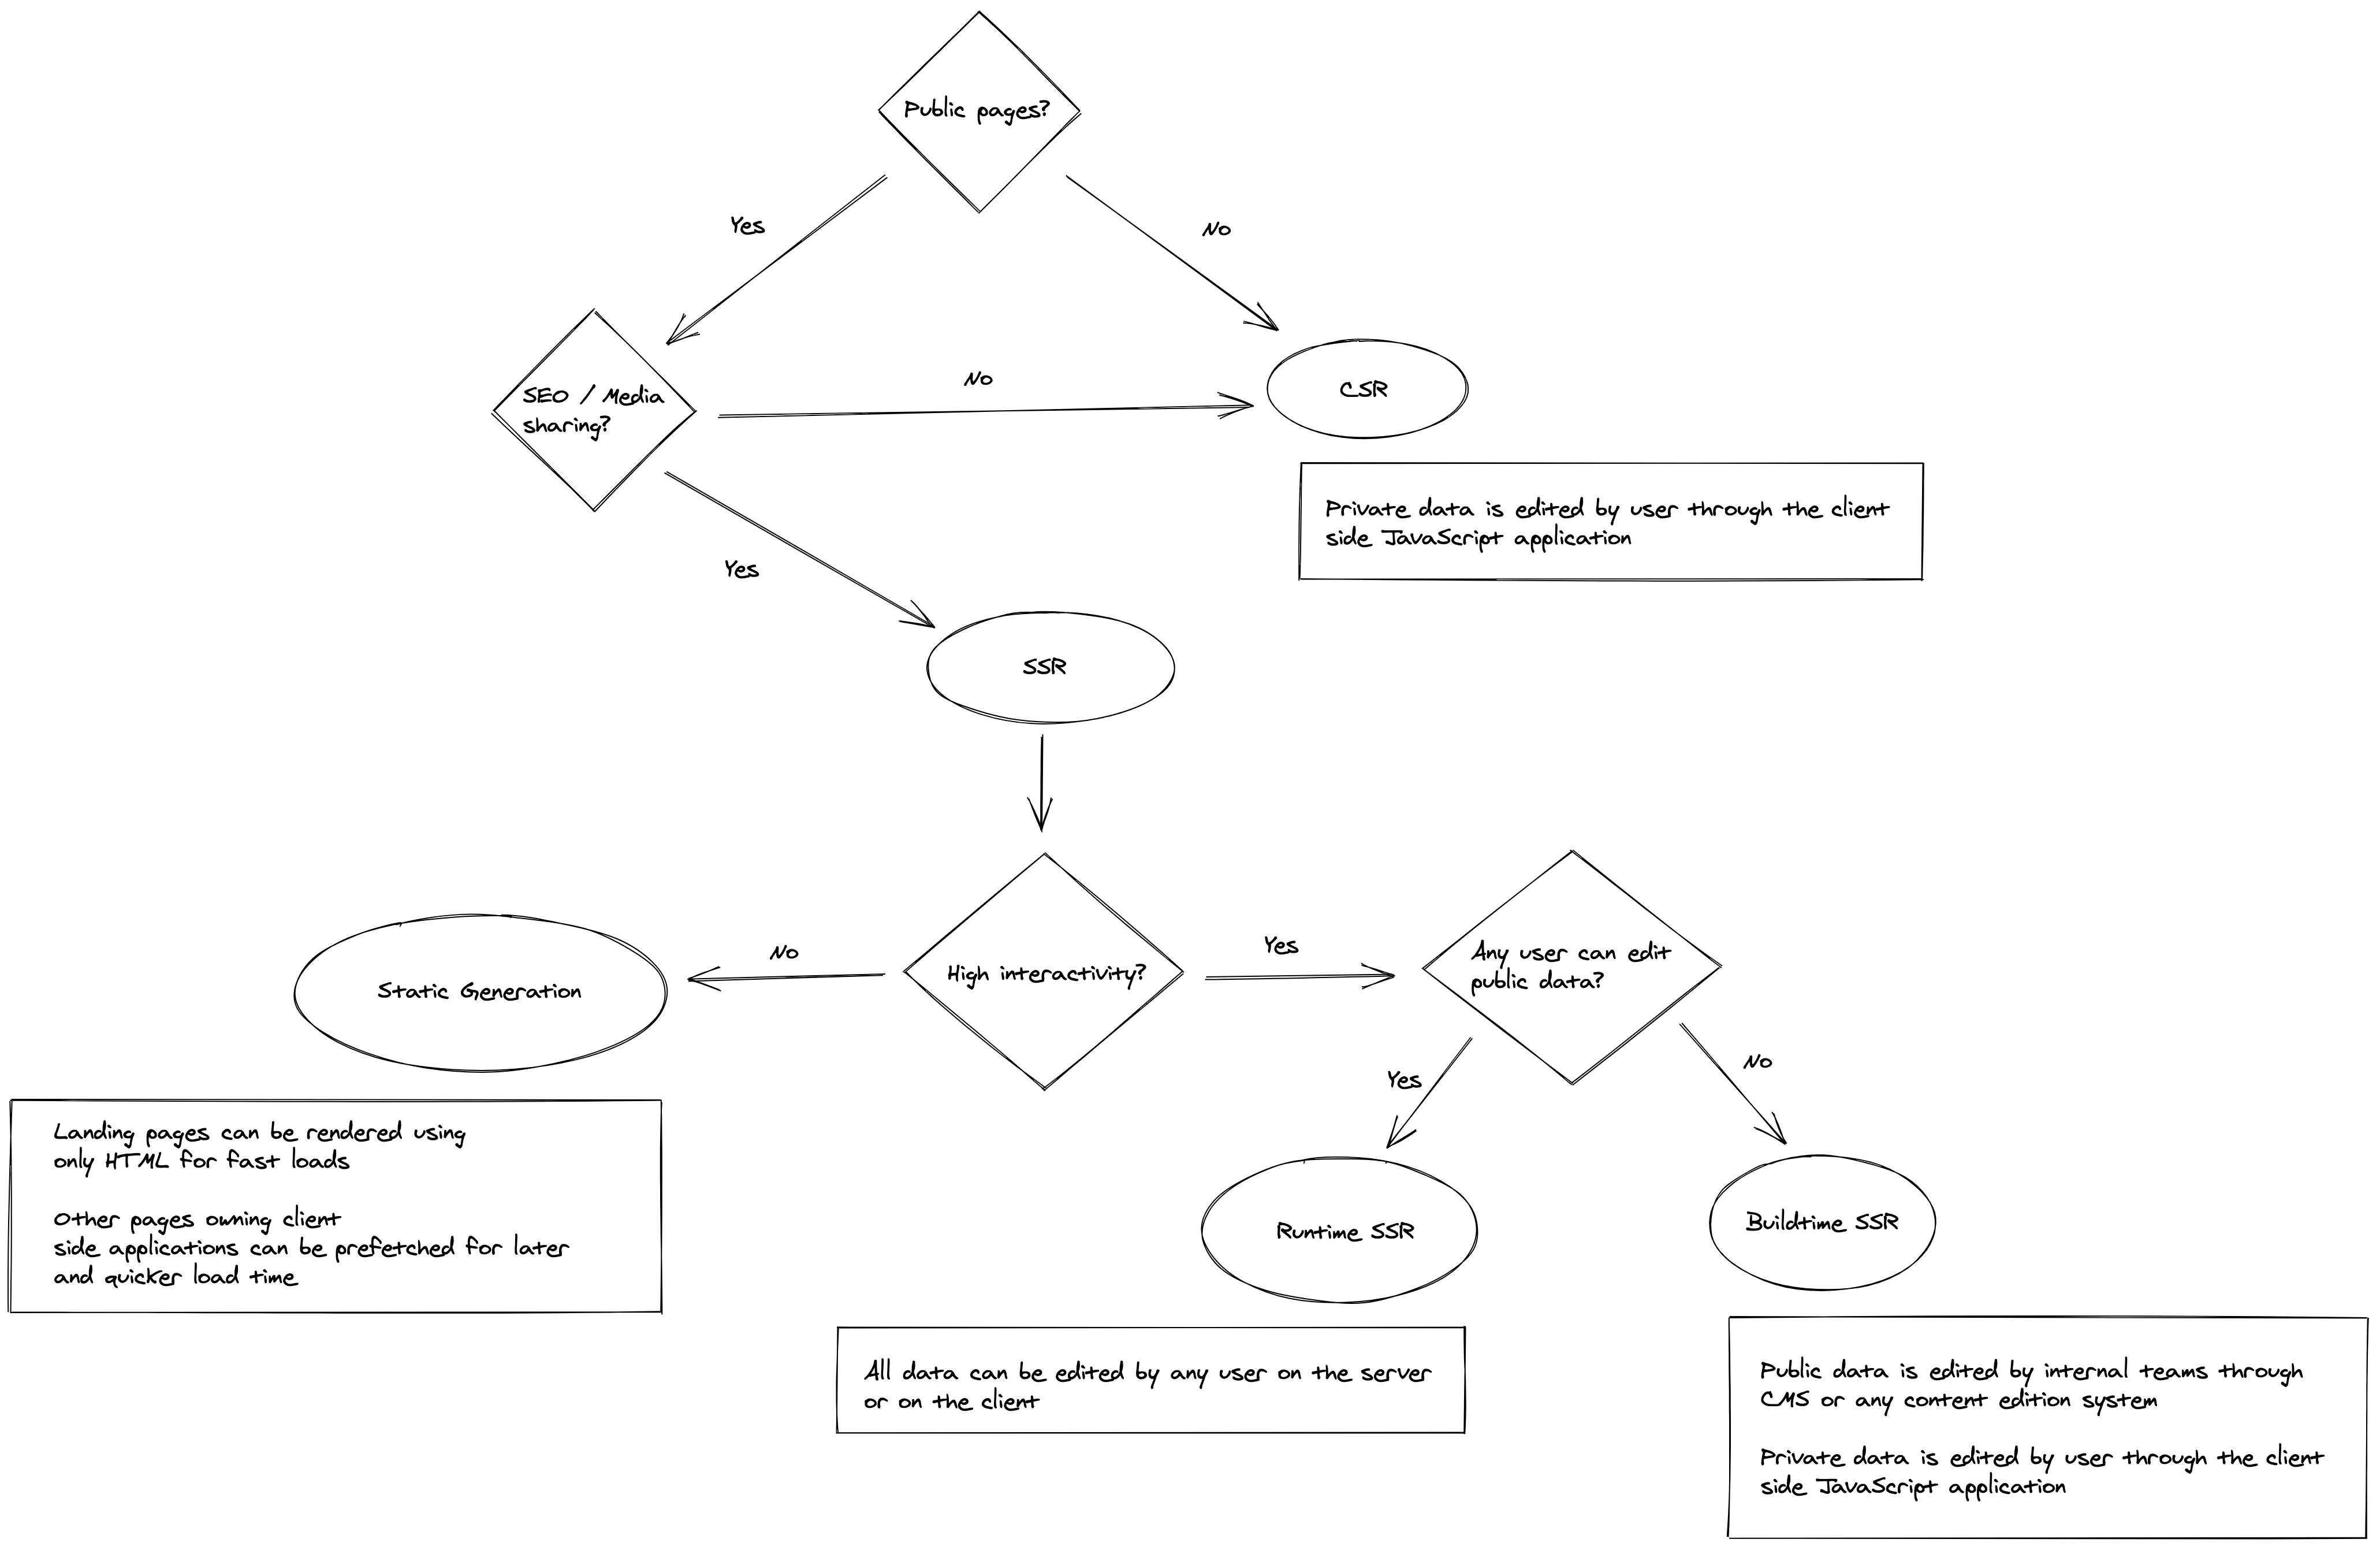 Public pages?
Yes
No
SEO / Media
sharing?
No
CSR
Private data is edited by user through the client
side JavaScript application
Yes
SSR
High interactivity?
No
Static Generation
Yes
Any user can edit
public data?
Landing pages can be rendered using
only HTML for fast loads
Other pages owning client
side applications can be prefetched for later
and quicker load time
Yes
No
Runtime SSR
Buildtime SSR
All data can be edited by any user on the server
or on the client
Public data is edited by internal teams through
CMS or any content edition system
Private data is edited by user through the client
side JavaScript application